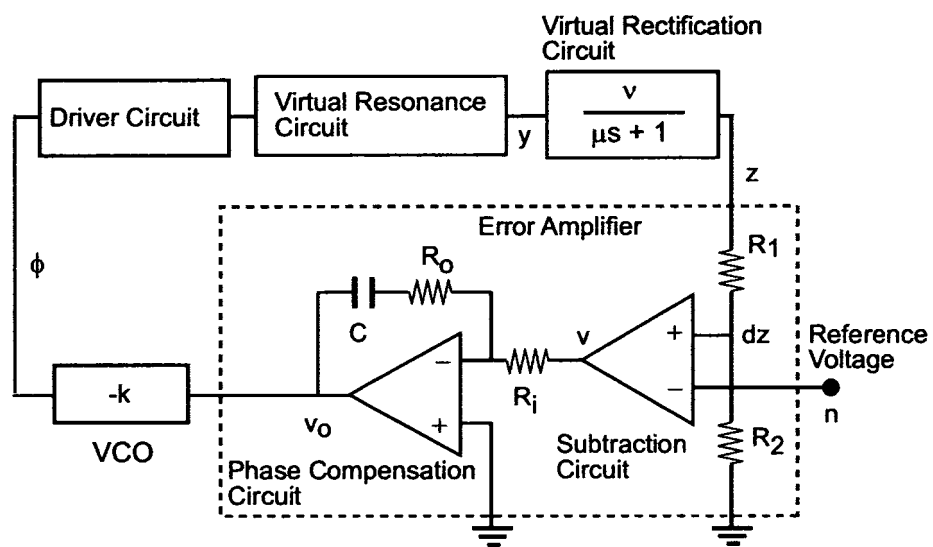 Virtual Rectification
Circuit
Driver Circuit
Virtual Resonance
Circuit
y
ν
μs + 1
z
Error Amplifier
ϕ
R1
Ro
C
v
dz
Reference
Voltage
n
−
+
Ri
+
−
R2
-k
VCO
vo
Phase Compensation
Circuit
Subtraction
Circuit